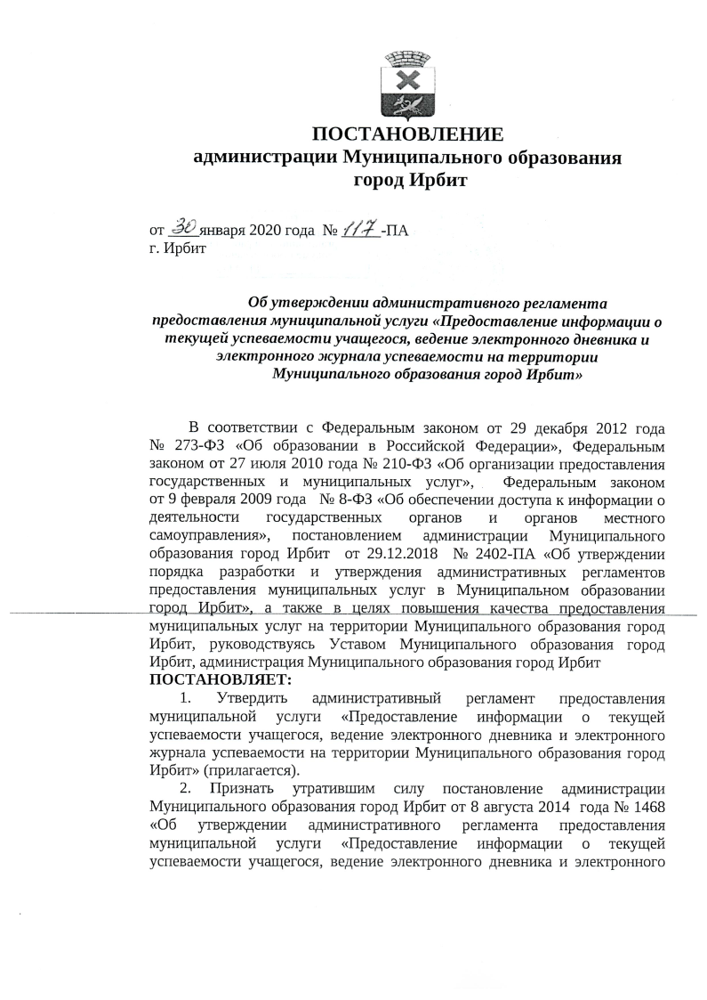 ПОСТАНОВЛЕНИЕ
администрации Муниципального образования
город Ирбит
от 30 января 2020 года № 117-ПА
г. Ирбит
Об утверждении административного регламента
предоставления муниципальной услуги «Предоставление информации о
текущей успеваемости учащегося, ведение электронного дневника и
электронного журнала успеваемости на территории
Муниципального образования город Ирбит»
В соответствии с Федеральным законом от 29 декабря 2012 года
№ 273-ФЗ «Об образовании в Российской Федерации», Федеральным
законом от 27 июля 2010 года № 210-ФЗ «Об организации предоставления
государственных и муниципальных услуг», Федеральным законом
от 9 февраля 2009 года № 8-ФЗ «Об обеспечении доступа к информации о
деятельности государственных органов и органов местного
самоуправления», постановлением администрации Муниципального
образования город Ирбит от 29.12.2018 № 2402-ПА «Об утверждении
порядка разработки и утверждения административных регламентов
предоставления муниципальных услуг в Муниципальном образовании
город Ирбит», а также в целях повышения качества предоставления
муниципальных услуг на территории Муниципального образования город
Ирбит, руководствуясь Уставом Муниципального образования город
Ирбит, администрация Муниципального образования город Ирбит
ПОСТАНОВЛЯЕТ:
1. Утвердить административный регламент предоставления
муниципальной услуги «Предоставление информации о текущей
успеваемости учащегося, ведение электронного дневника и электронного
журнала успеваемости на территории Муниципального образования город
Ирбит» (прилагается).
2. Признать утратившим силу постановление администрации
Муниципального образования город Ирбит от 8 августа 2014 года № 1468
«Об утверждении административного регламента предоставления
муниципальной услуги «Предоставление информации о текущей
успеваемости учащегося, ведение электронного дневника и электронного